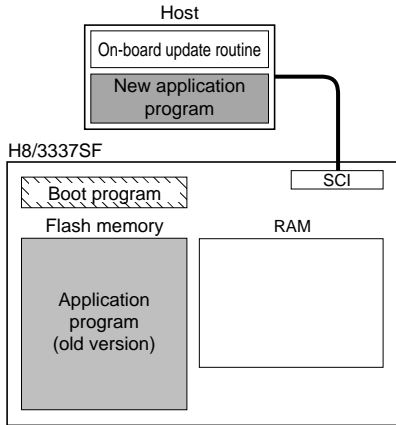 Host
On-board update routine
New application
program
H8/3337SF
SCI
Boot program
Flash memory
RAM
Application
program
(old version)